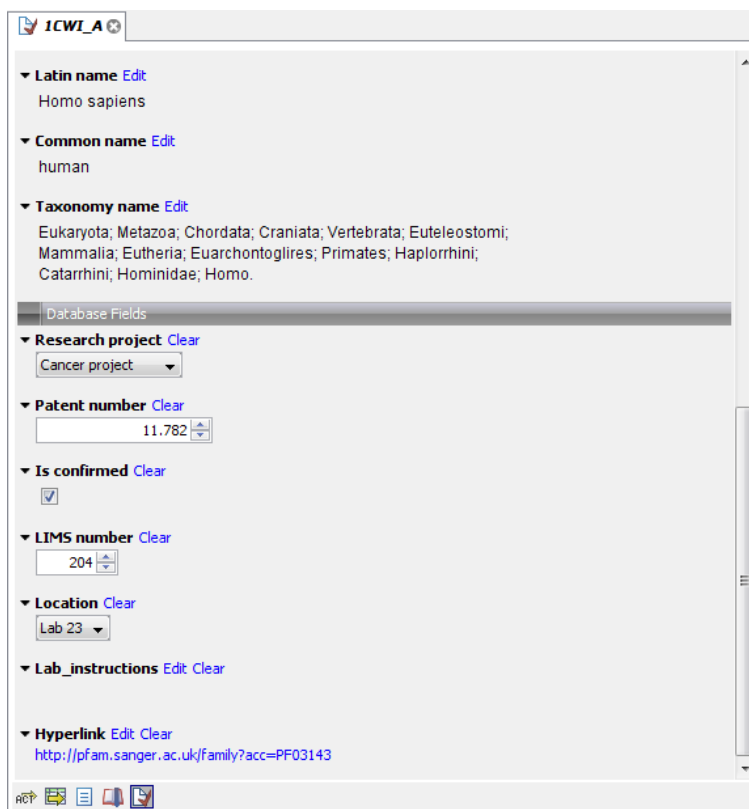 1CWI_A
Latin name Edit
Homo sapiens
Common name Edit
human
Taxonomy name Edit
Eukaryota; Metazoa; Chordata; Craniata; Vertebrata; Euteleostomi;
Mammalia; Eutheria; Euarchontoglires; Primates; Haplorrhini;
Catarrhini; Hominidae; Homo.
Database Fields
Research project Clear
Cancer project
Patent number Clear
11.782
Is confirmed Clear
LIMS number Clear
204
Location Clear
Lab 23
Lab_instructions Edit Clear
Hyperlink Edit Clear
http://pfam.sanger.ac.uk/family?acc=PF03143